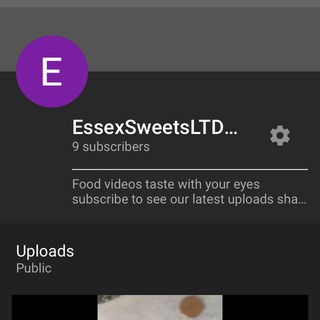 E
EssexSweetsLTD...
9 subscribers
Food videos taste with your eyes
subscribe to see our latest uploads sha...
Uploads
Public